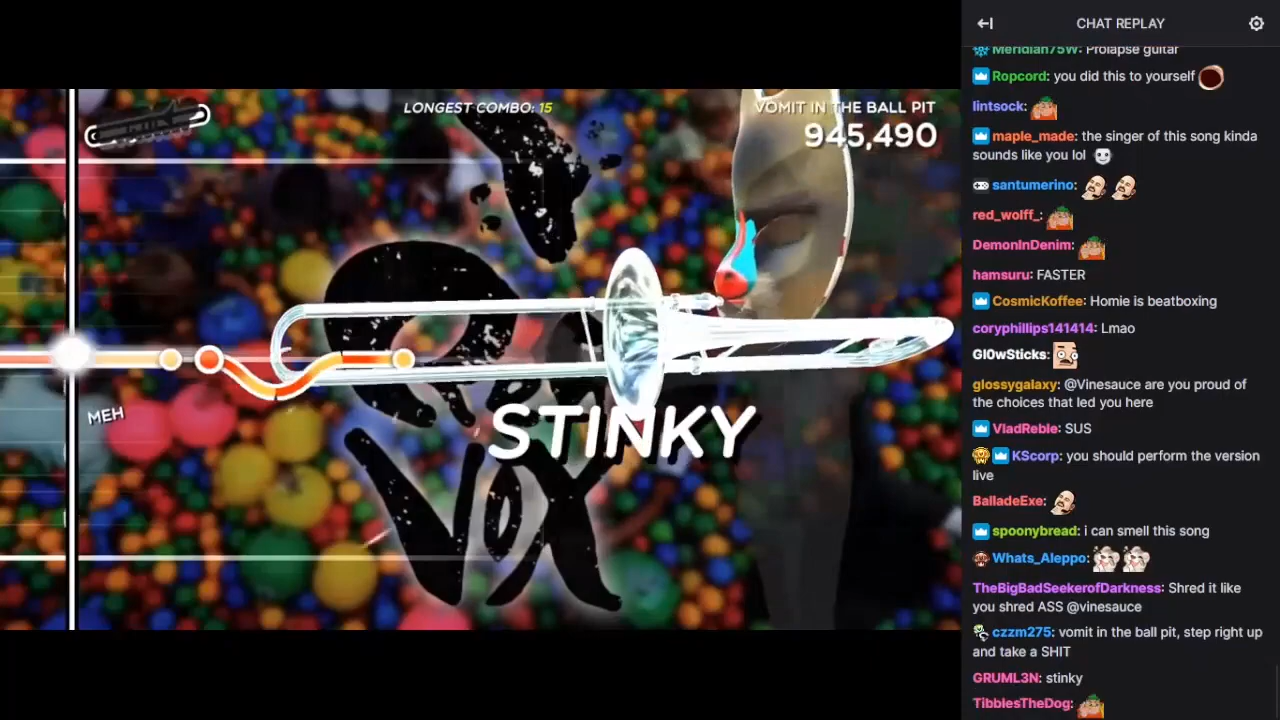 LONGEST COMBO: 15
VOMIT IN THE BALL PIT
945,490
MEH
STINKY
VOX
CHAT REPLAY
Meridian75W: Prolapse guitar
Ropcord: you did this to yourself
lintsock:
maple_made: the singer of this song kinda
sounds like you lol
santumerino:
red_wolff_:
DemonInDenim:
hamsuru: FASTER
CosmicKoffee: Homie is beatboxing
coryphillips141414: Lmao
Gl0wSticks:
glossygalaxy: @Vinesauce are you proud of
the choices that led you here
VladReble: SUS
KScorp: you should perform the version
live
BalladeExe:
spoonybread: i can smell this song
Whats_Aleppo:
TheBigBadSeekerofDarkness: Shred it like
you shred ASS @vinesauce
czzm275: vomit in the ball pit, step right up
and take a SHIT
GRUML3N: stinky
TibblesTheDog: